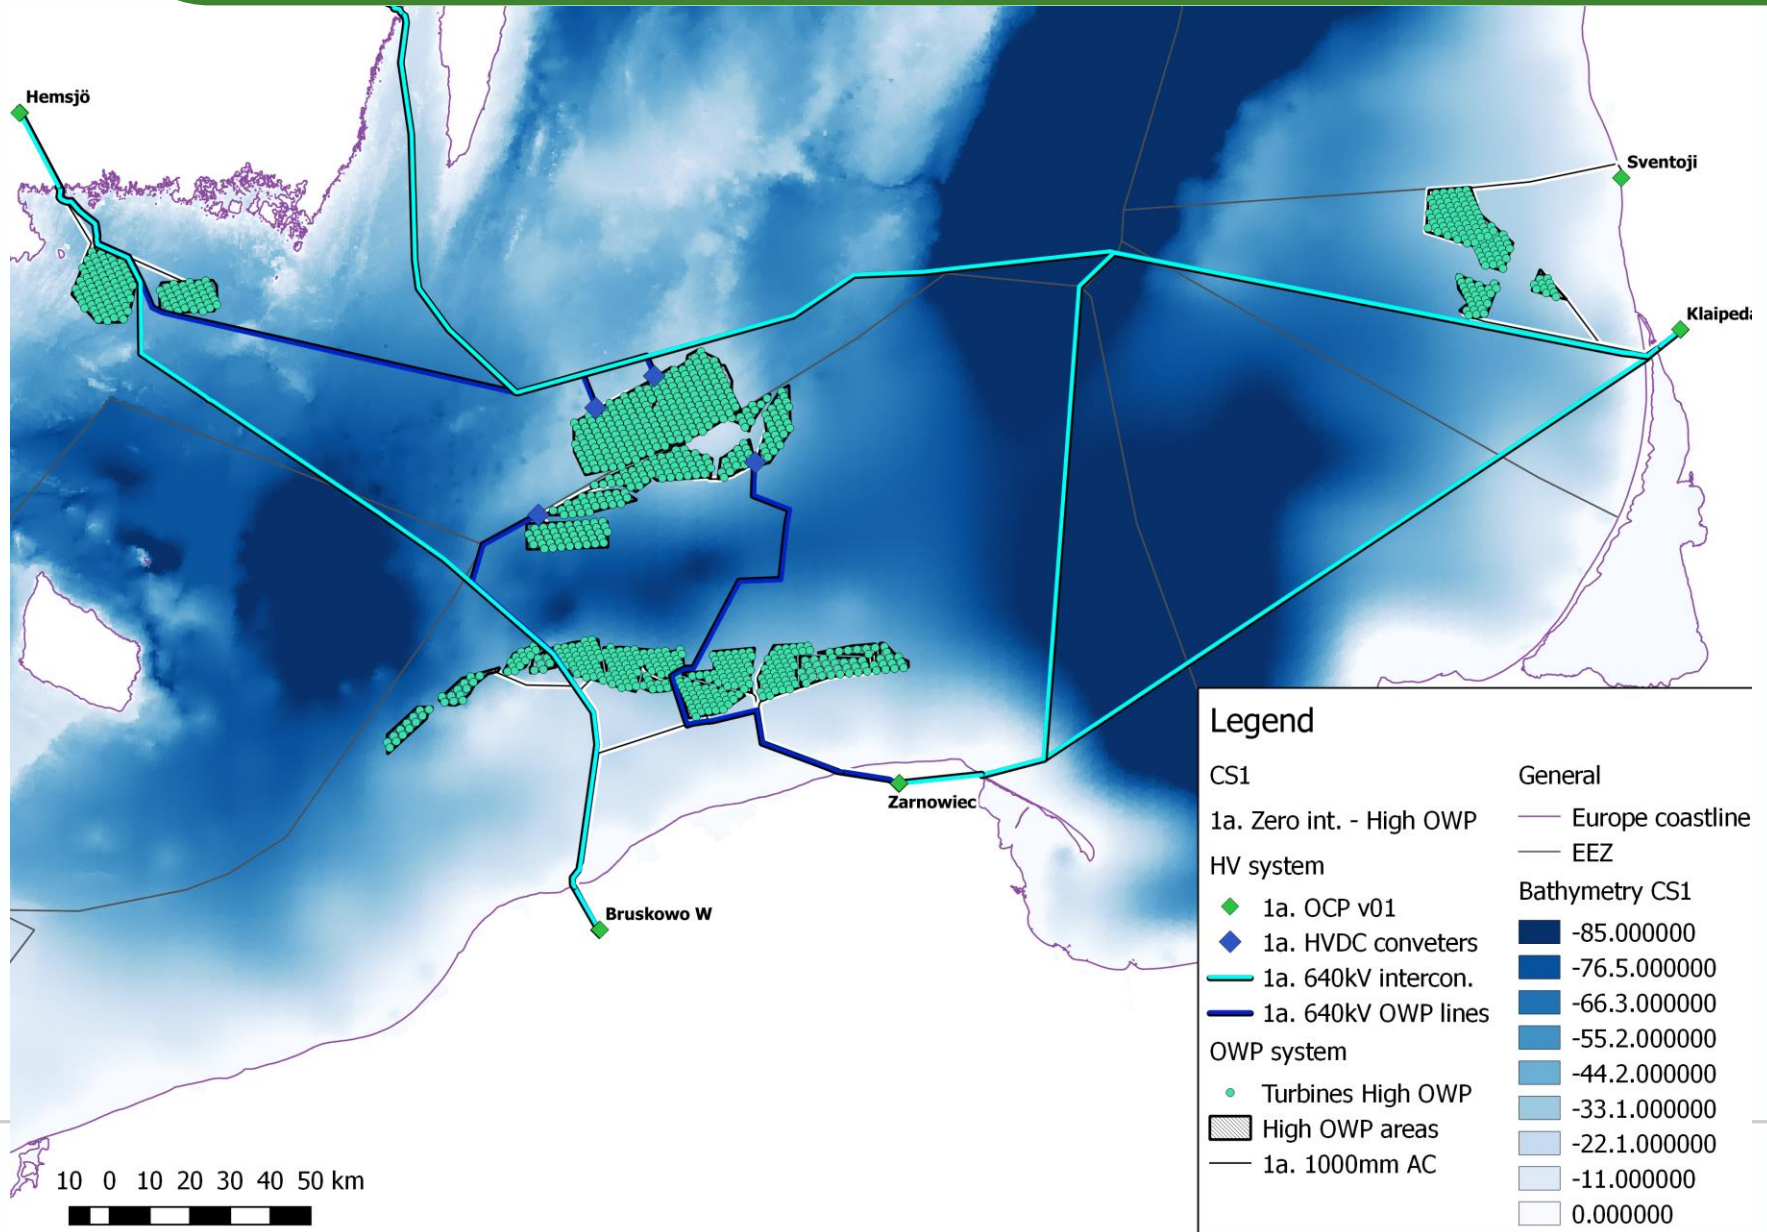 Hemsjö
Sventoji
Klaipeda
Zarnowiec
Bruskowo W
Legend
CS1
1a. Zero int. - High OWP
HV system
1a. OCP v01
1a. HVDC conveters
1a. 640kV intercon.
1a. 640kV OWP lines
OWP system
Turbines High OWP
High OWP areas
1a. 1000mm AC
General
Europe coastline
EEZ
Bathymetry CS1
-85.000000
-76.5.000000
-66.3.000000
-55.2.000000
-44.2.000000
-33.1.000000
-22.1.000000
-11.000000
0.000000
10 0 10 20 30 40 50 km